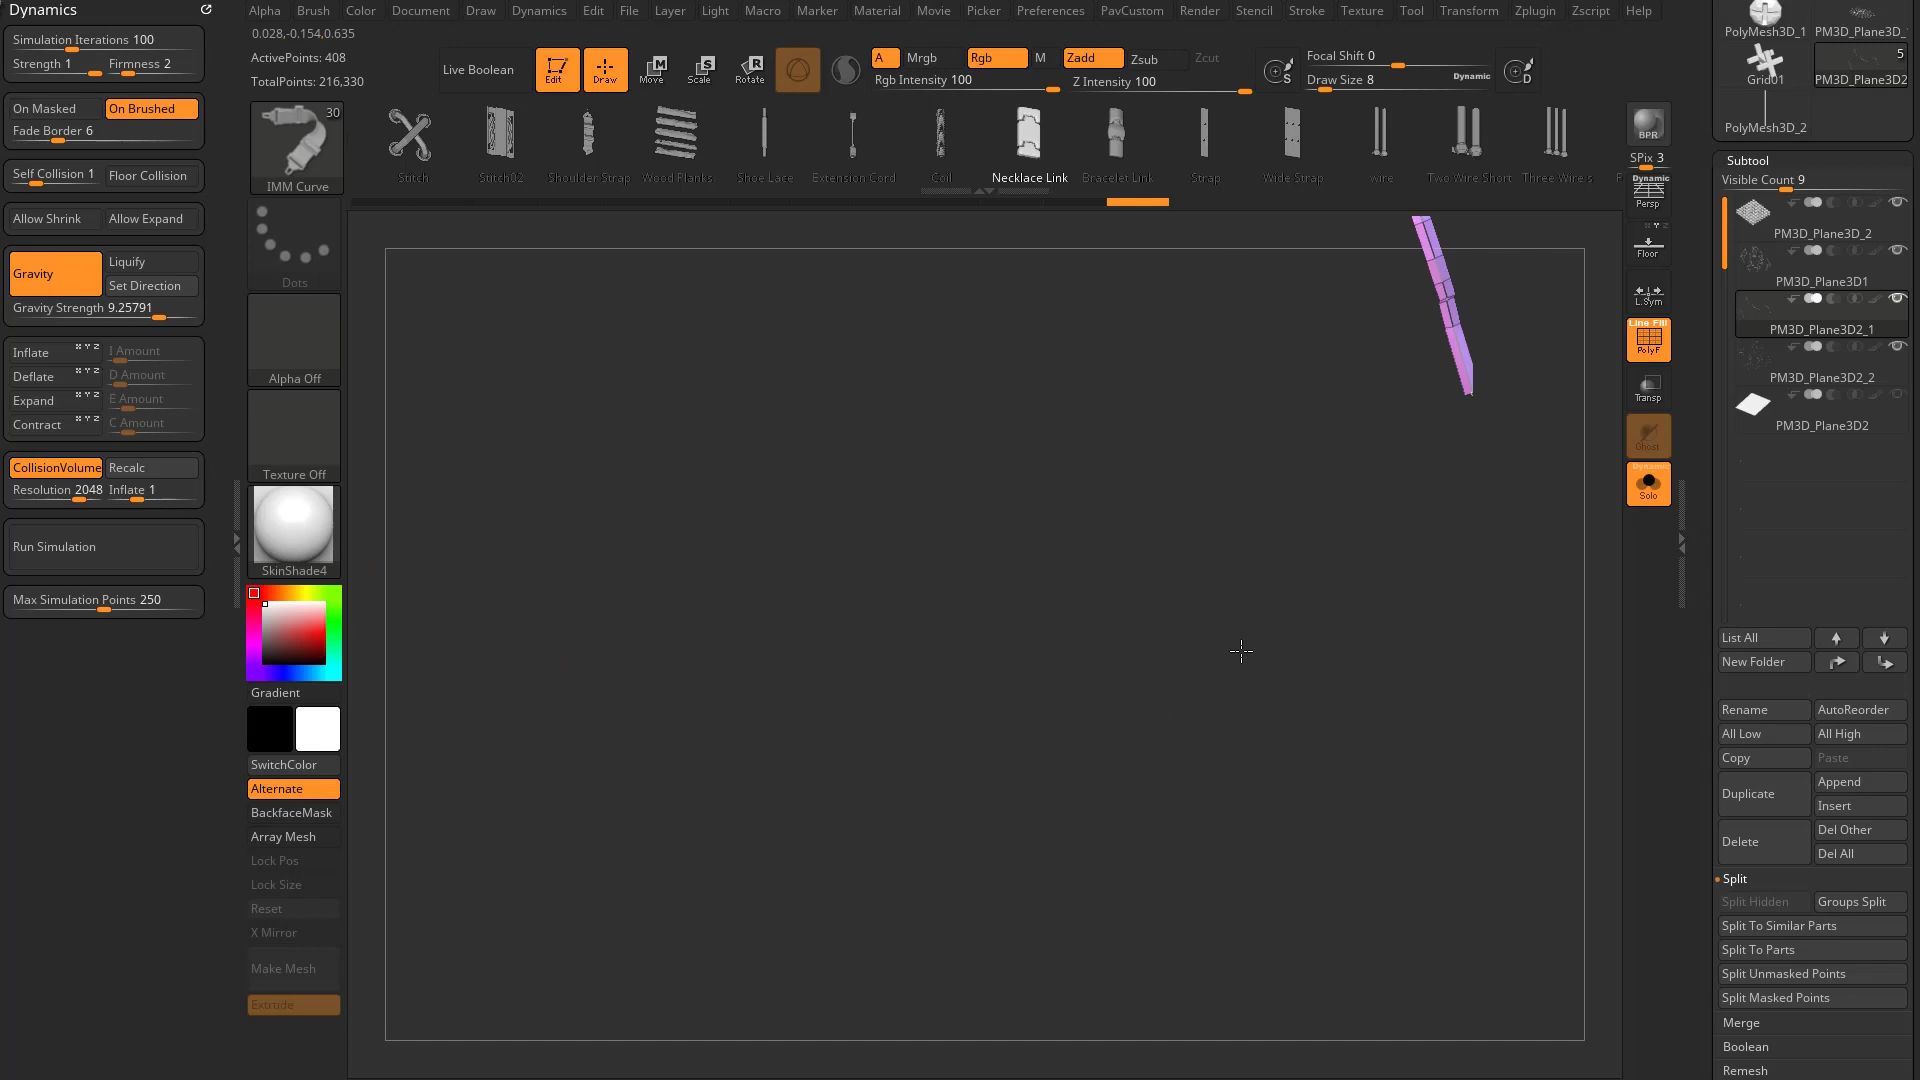 Dynamics
Simulation Iterations 100
Strength 1 Firmness 2
On Masked On Brushed
Fade Border 6
Self Collision 1 Floor Collision
Allow Shrink Allow Expand
Gravity
Liquify
Set Direction
Gravity Strength 9.25791
Inflate X Y Z I Amount
Deflate X Y Z D Amount
Expand X Y Z E Amount
Contract X Y Z C Amount
CollisionVolume Recalc
Resolution 2048 Inflate 1
Run Simulation
Max Simulation Points 250
Alpha Brush Color Document Draw Dynamics Edit File Layer Light Macro Marker Material Movie Picker Preferences PavCustom Render Stencil Stroke Texture Tool Transform Zplugin Zscript Help
0.028,-0.154,0.635
ActivePoints: 408
TotalPoints: 216,330
Live Boolean
Edit
Draw
M
Move
S
Scale
R
Rotate
A Mrgb Rgb M Zadd Zsub Zcut
Rgb Intensity 100
Z Intensity 100
S
Focal Shift 0
Draw Size 8
Dynamic
D
30
IMM Curve
Stitch Stitch02 Shoulder Strap Wood Planks Shoe Lace Extension Cord Coil Necklace Link Bracelet Link Strap Wide Strap wire Two Wire Short Three Wire s
Dots
Alpha Off
Texture Off
SkinShade4
Gradient
SwitchColor
Alternate
BackfaceMask
Array Mesh
Lock Pos
Lock Size
Reset
X Mirror
Make Mesh
Extrude
BPR
SPix 3
Dynamic
Persp
Floor
L.Sym
Line Fill
PolyF
Transp
Ghost
Dynamic
Solo
PolyMesh3D_1 PM3D_Plane3D_
5
Grid01 PM3D_Plane3D2
PolyMesh3D_2
Subtool
Visible Count 9
PM3D_Plane3D_2
PM3D_Plane3D1
PM3D_Plane3D2_1
PM3D_Plane3D2_2
PM3D_Plane3D2
List All
New Folder
Rename AutoReorder
All Low All High
Copy Paste
Duplicate Append
Insert
Delete Del Other
Del All
Split
Split Hidden Groups Split
Split To Similar Parts
Split To Parts
Split Unmasked Points
Split Masked Points
Merge
Boolean
Remesh